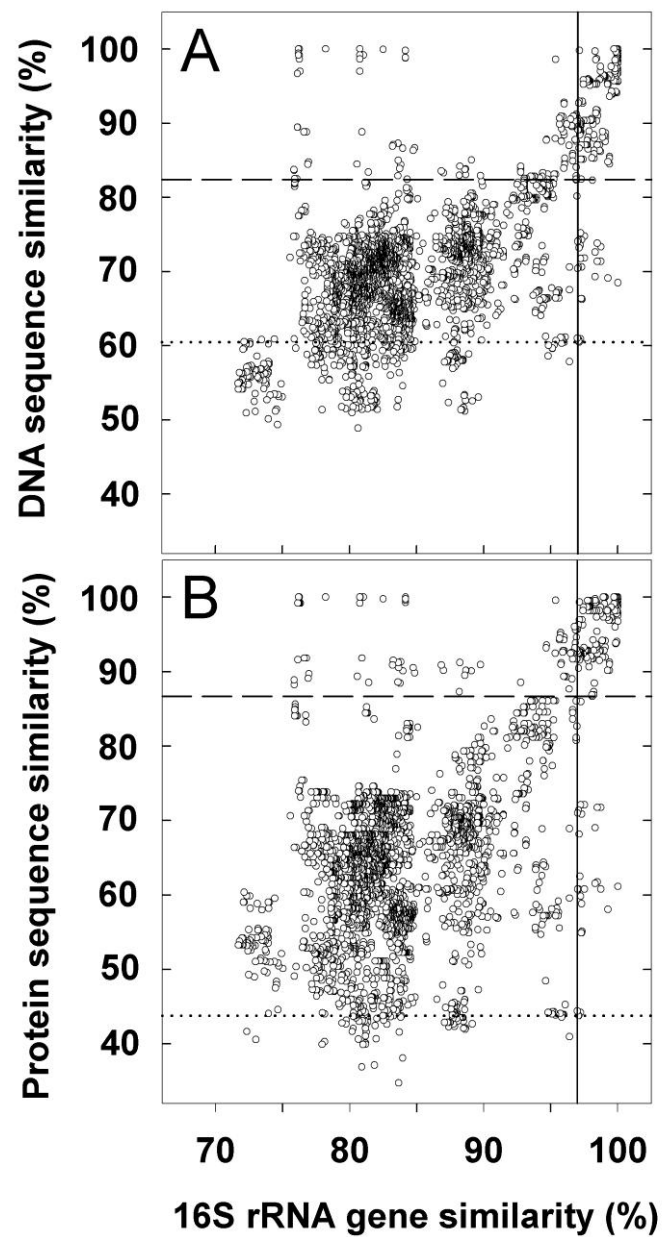 A
DNA sequence similarity (%)
100
90
80
70
60
50
40
B
Protein sequence similarity (%)
100
90
80
70
60
50
40
70 80 90 100
16S rRNA gene similarity (%)